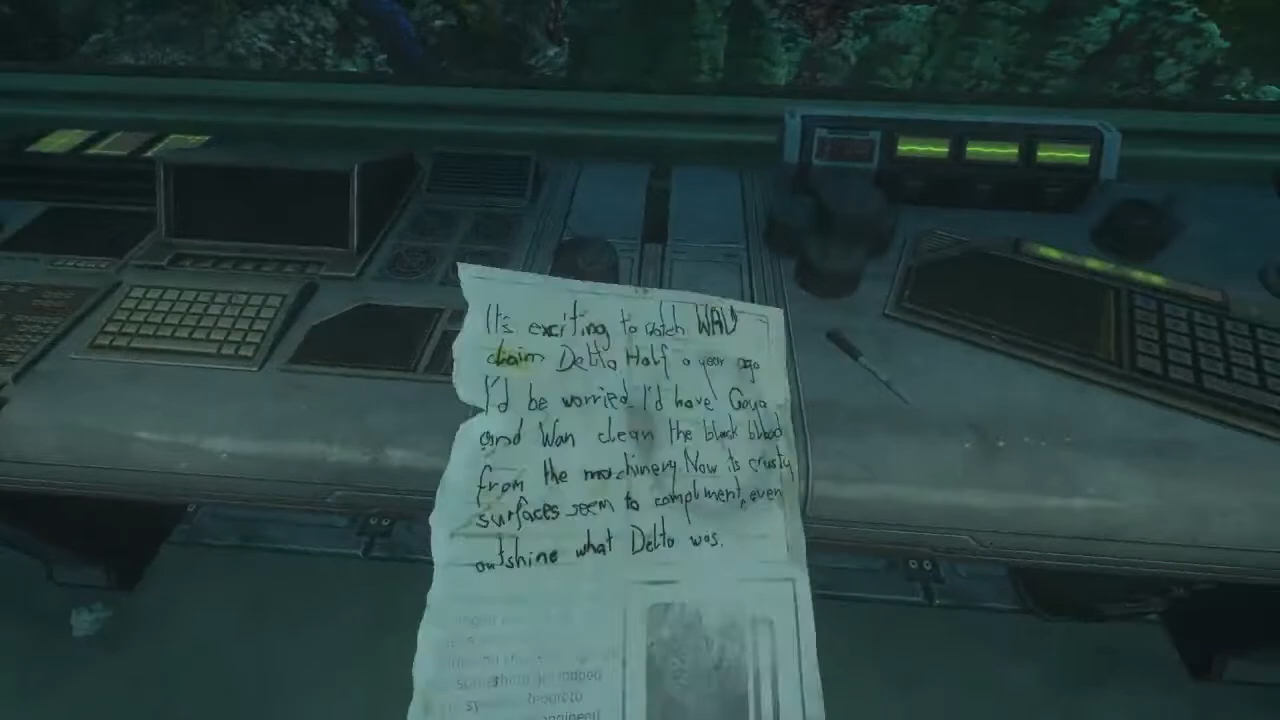 It's exciting to watch WAU
claim Delta Half a year ago
I'd be worried. I'd have Goya
and Wan clean the black blood
from the machinery. Now its crusty
surfaces seem to compliment, even
outshine what Delta was.